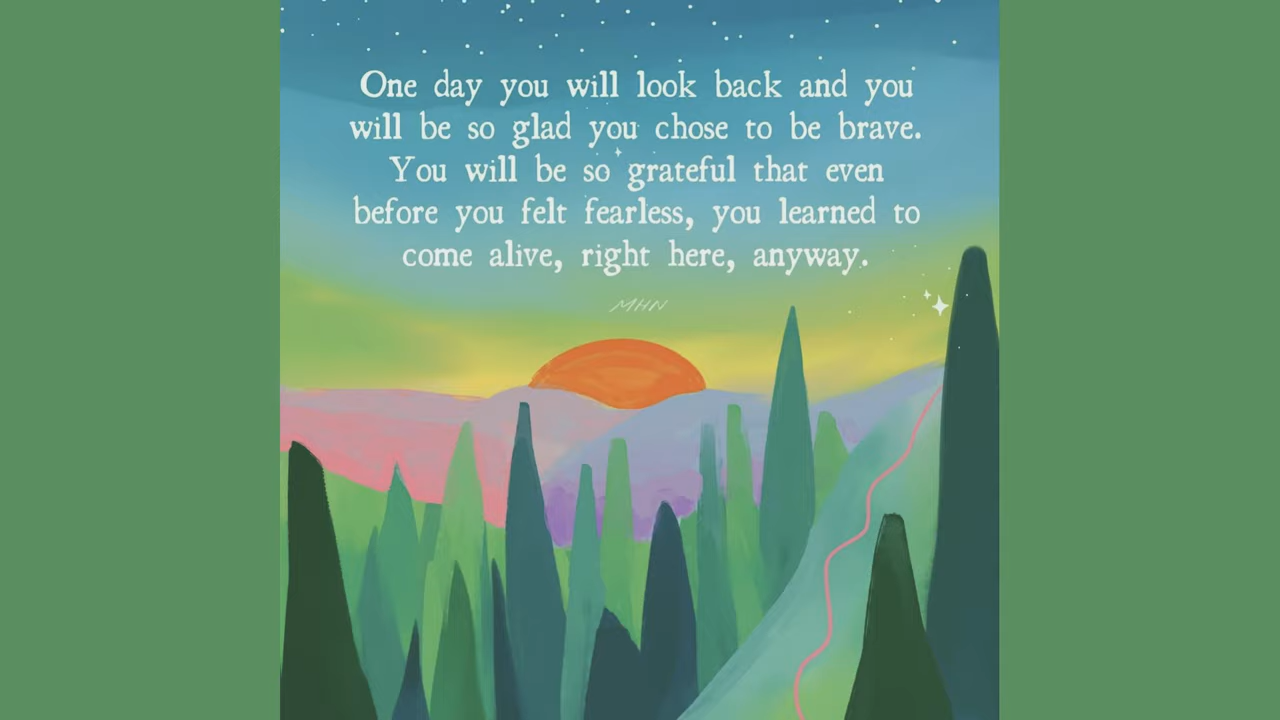 One day you will look back and you
will be so glad you chose to be brave.
You will be so grateful that even
before you felt fearless, you learned to
come alive, right here, anyway.
MHN